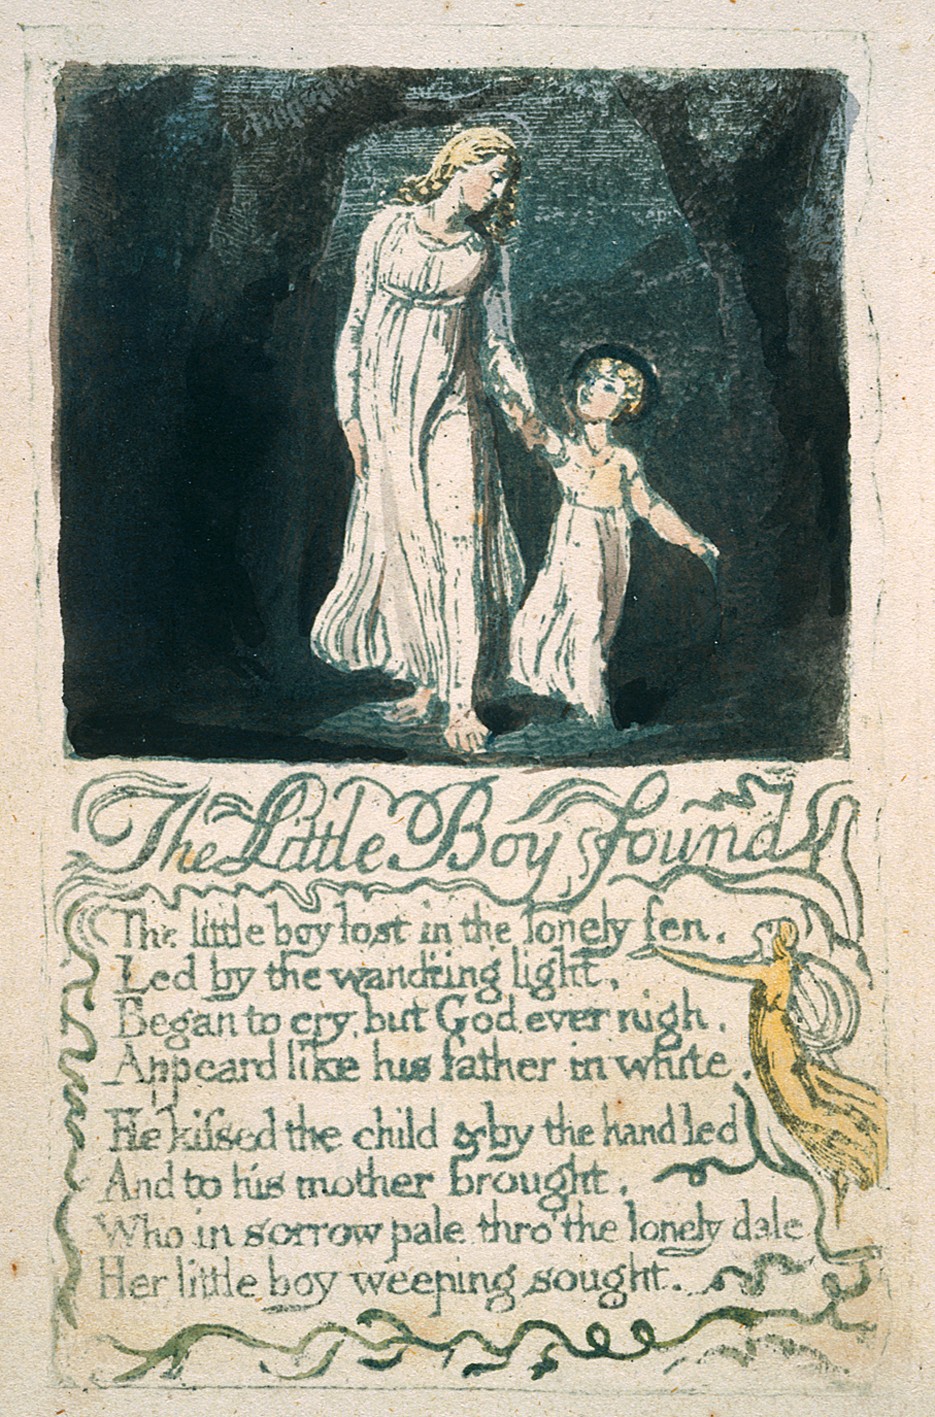 The Little Boy found
The little boy lost in the lonely fen,
Led by the wandring light,
Began to cry, but God ever nigh,
Appeard like his father in white.
He kiſsed the child & by the hand led
And to his mother brought,
Who in sorrow pale thro' the lonely dale
Her little boy weeping sought.